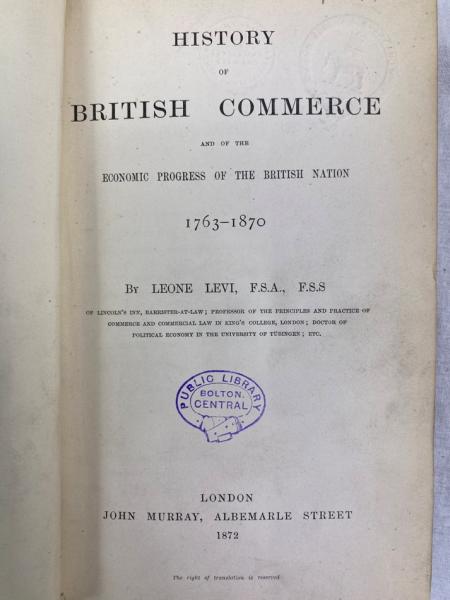 HISTORY
OF
BRITISH COMMERCE
AND OF THE
ECONOMIC PROGRESS OF THE BRITISH NATION
1763–1870
BY LEONE LEVI, F.S.A., F.S.S
OF LINCOLN'S INN, BARRISTER-AT-LAW; PROFESSOR OF THE PRINCIPLES AND PRACTICE OF
COMMERCE AND COMMERCIAL LAW IN KING'S COLLEGE, LONDON; DOCTOR OF
POLITICAL ECONOMY IN THE UNIVERSITY OF TÜBINGEN; ETC.
PUBLIC LIBRARY
BOLTON.
CENTRAL
LONDON
JOHN MURRAY, ALBEMARLE STREET
1872
The right of translation is reserved